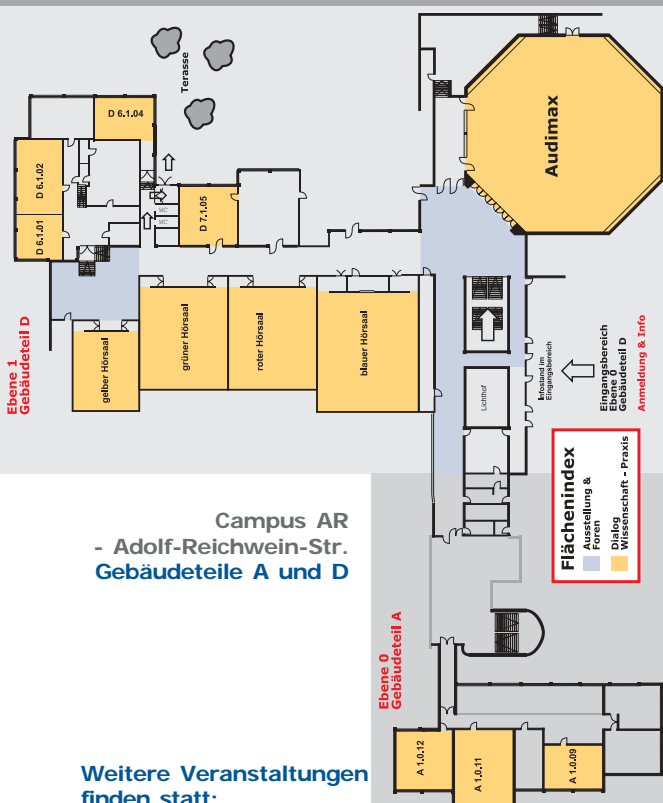 Ebene 1
Gebäudeteil D
D 6.1.01
D 6.1.02
D 6.1.04
Terasse
WC
WC
D 7.1.05
gelber Hörsaal
grüner Hörsaal
roter Hörsaal
blauer Hörsaal
Audimax
Lichthof
Infostand im
Eingangsbereich
Eingangsbereich
Ebene 0
Gebäudeteil D
Anmeldung & Info
Flächenindex
Ausstellung &
Foren
Dialog
Wissenschaft - Praxis
Campus AR
- Adolf-Reichwein-Str.
Gebäudeteile A und D
Ebene 0
Gebäudeteil A
A 1.0.12
A 1.0.11
A 1.0.09
Weitere Veranstaltungen
finden statt: